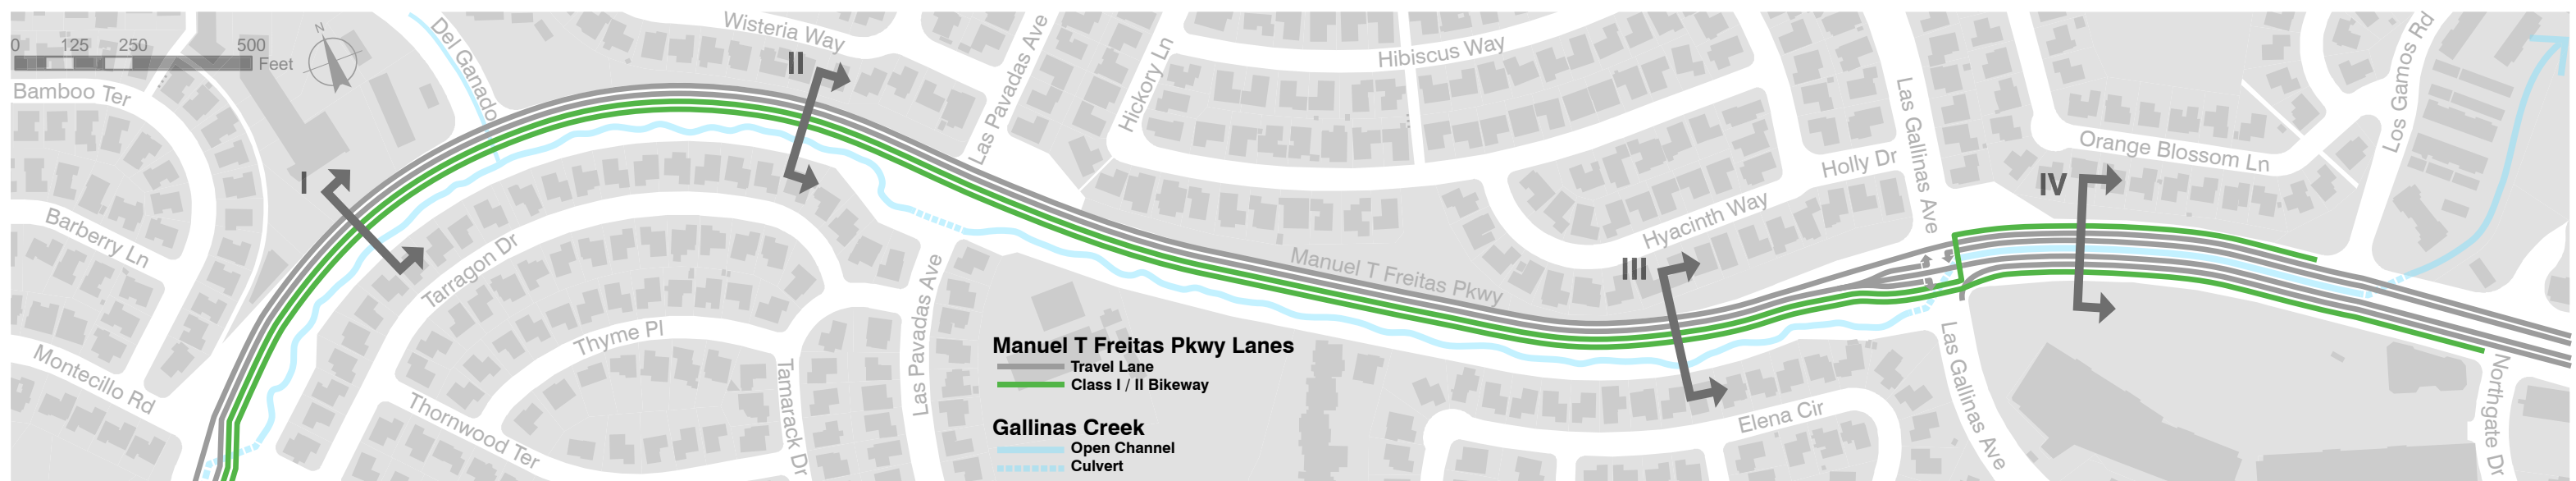 0 125 250 500
Feet
N
Del Ganado
Wisteria Way
II
Las Pavadas Ave
Hickory Ln
Hibiscus Way
Las Gallinas Ave
Los Gamos Rd
Bamboo Ter
Orange Blossom Ln
Holly Dr
I
IV
Barberry Ln
Tarragon Dr
Hyacinth Way
Manuel T Freitas Pkwy
III
Las Pavadas Ave
Thyme Pl
Montecillo Rd
Thornwood Ter
Tamarack Dr
Manuel T Freitas Pkwy Lanes
Travel Lane
Class I / II Bikeway
Gallinas Creek
Open Channel
Culvert
Elena Cir
Las Gallinas Ave
Northgate Dr